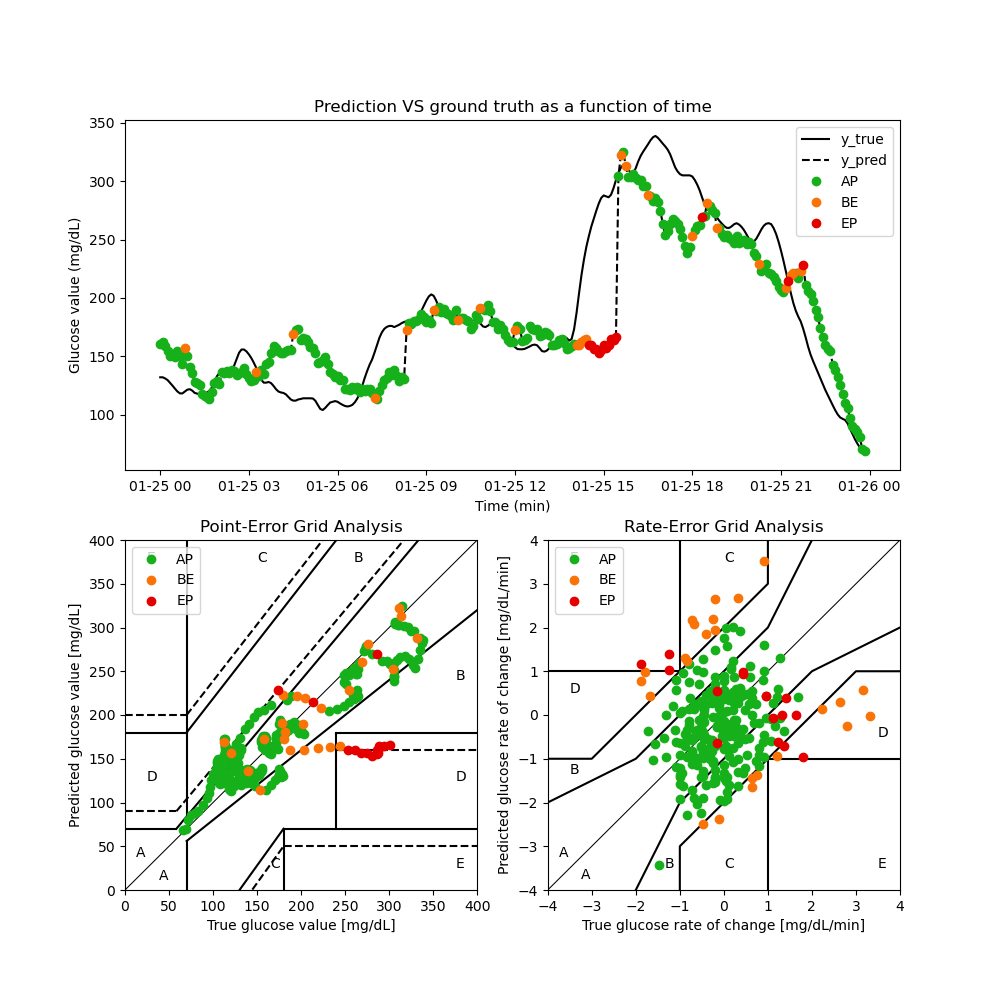 Prediction VS ground truth as a function of time
Glucose value (mg/dL)
350
300
250
200
150
100
y_true
y_pred
AP
BE
EP
01-25 00 01-25 03 01-25 06 01-25 09 01-25 12 01-25 15 01-25 18 01-25 21 01-26 00
Time (min)
Point-Error Grid Analysis
Predicted glucose value [mg/dL]
400
350
300
250
200
150
100
50
0
AP
BE
EP
C
B
B
D
D
A
A
C
E
0 50 100 150 200 250 300 350 400
True glucose value [mg/dL]
Rate-Error Grid Analysis
Predicted glucose rate of change [mg/dL/min]
4
3
2
1
0
−1
−2
−3
−4
AP
BE
EP
C
D
D
B
A
A
B
C
E
−4 −3 −2 −1 0 1 2 3 4
True glucose rate of change [mg/dL/min]